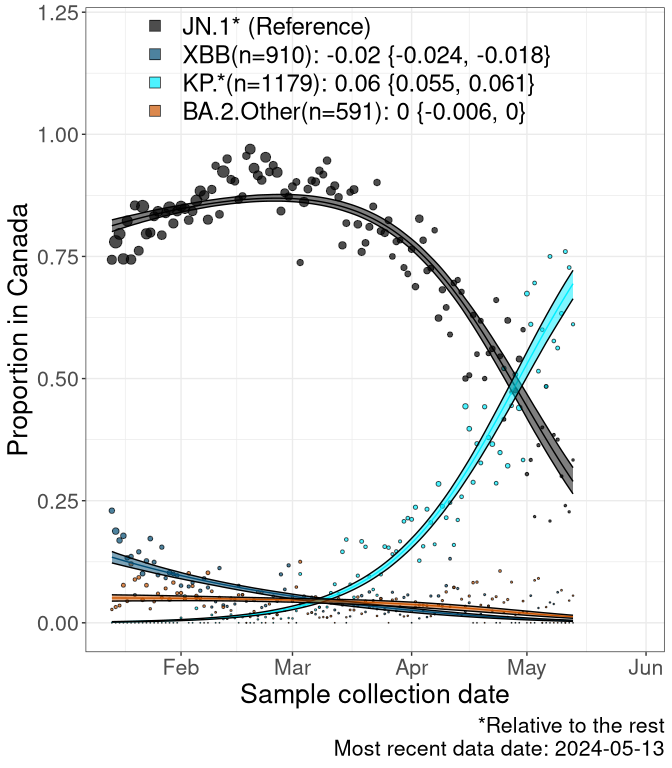 JN.1* (Reference)
XBB(n=910): -0.02 {-0.024, -0.018}
KP.*(n=1179): 0.06 {0.055, 0.061}
BA.2.Other(n=591): 0 {-0.006, 0}
1.25
1.00
0.75
0.50
0.25
0.00
Proportion in Canada
Feb Mar Apr May Jun
Sample collection date
*Relative to the rest
Most recent data date: 2024-05-13